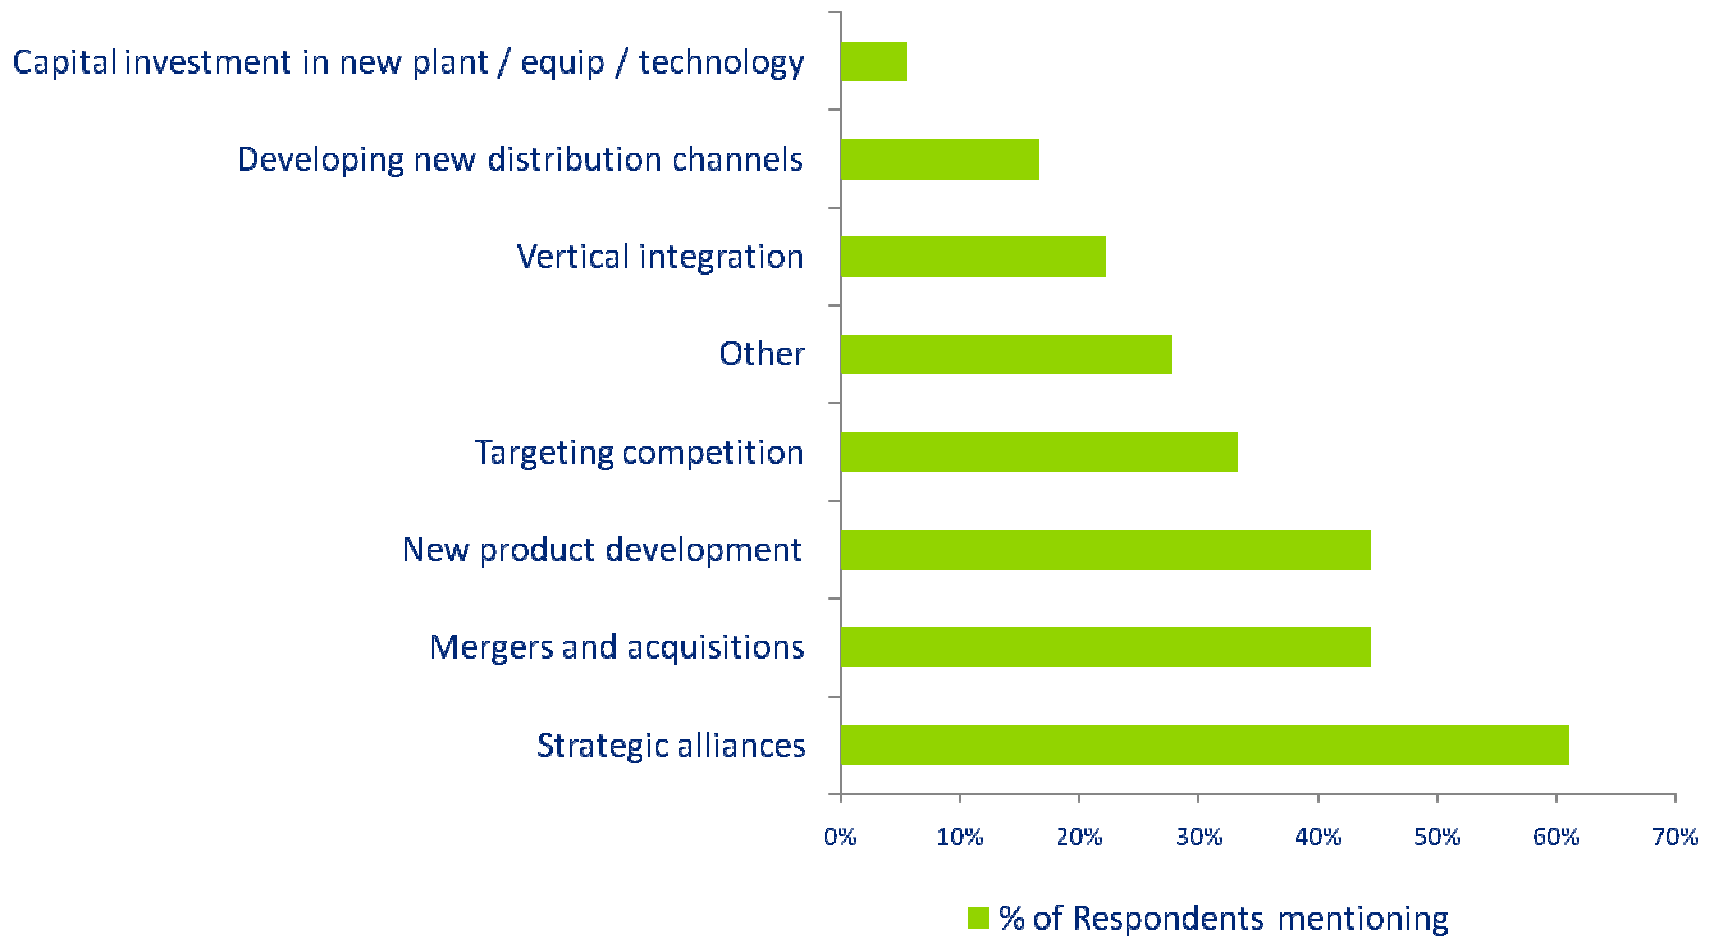 Capital investment in new plant / equip / technology
Developing new distribution channels
Vertical integration
Other
Targeting competition
New product development
Mergers and acquisitions
Strategic alliances
0% 10% 20% 30% 40% 50% 60% 70%
% of Respondents mentioning